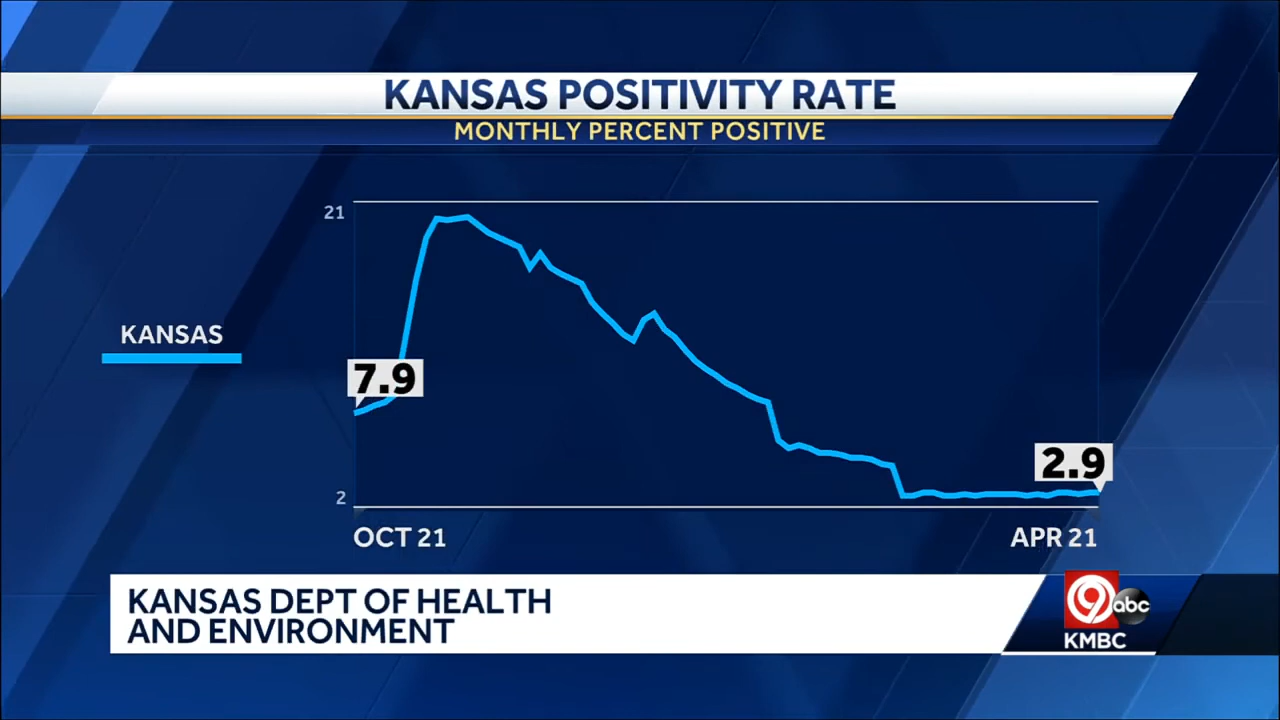 KANSAS POSITIVITY RATE
MONTHLY PERCENT POSITIVE
21
KANSAS
7.9
2.9
2
OCT 21
APR 21
KANSAS DEPT OF HEALTH
AND ENVIRONMENT
9 abc
KMBC